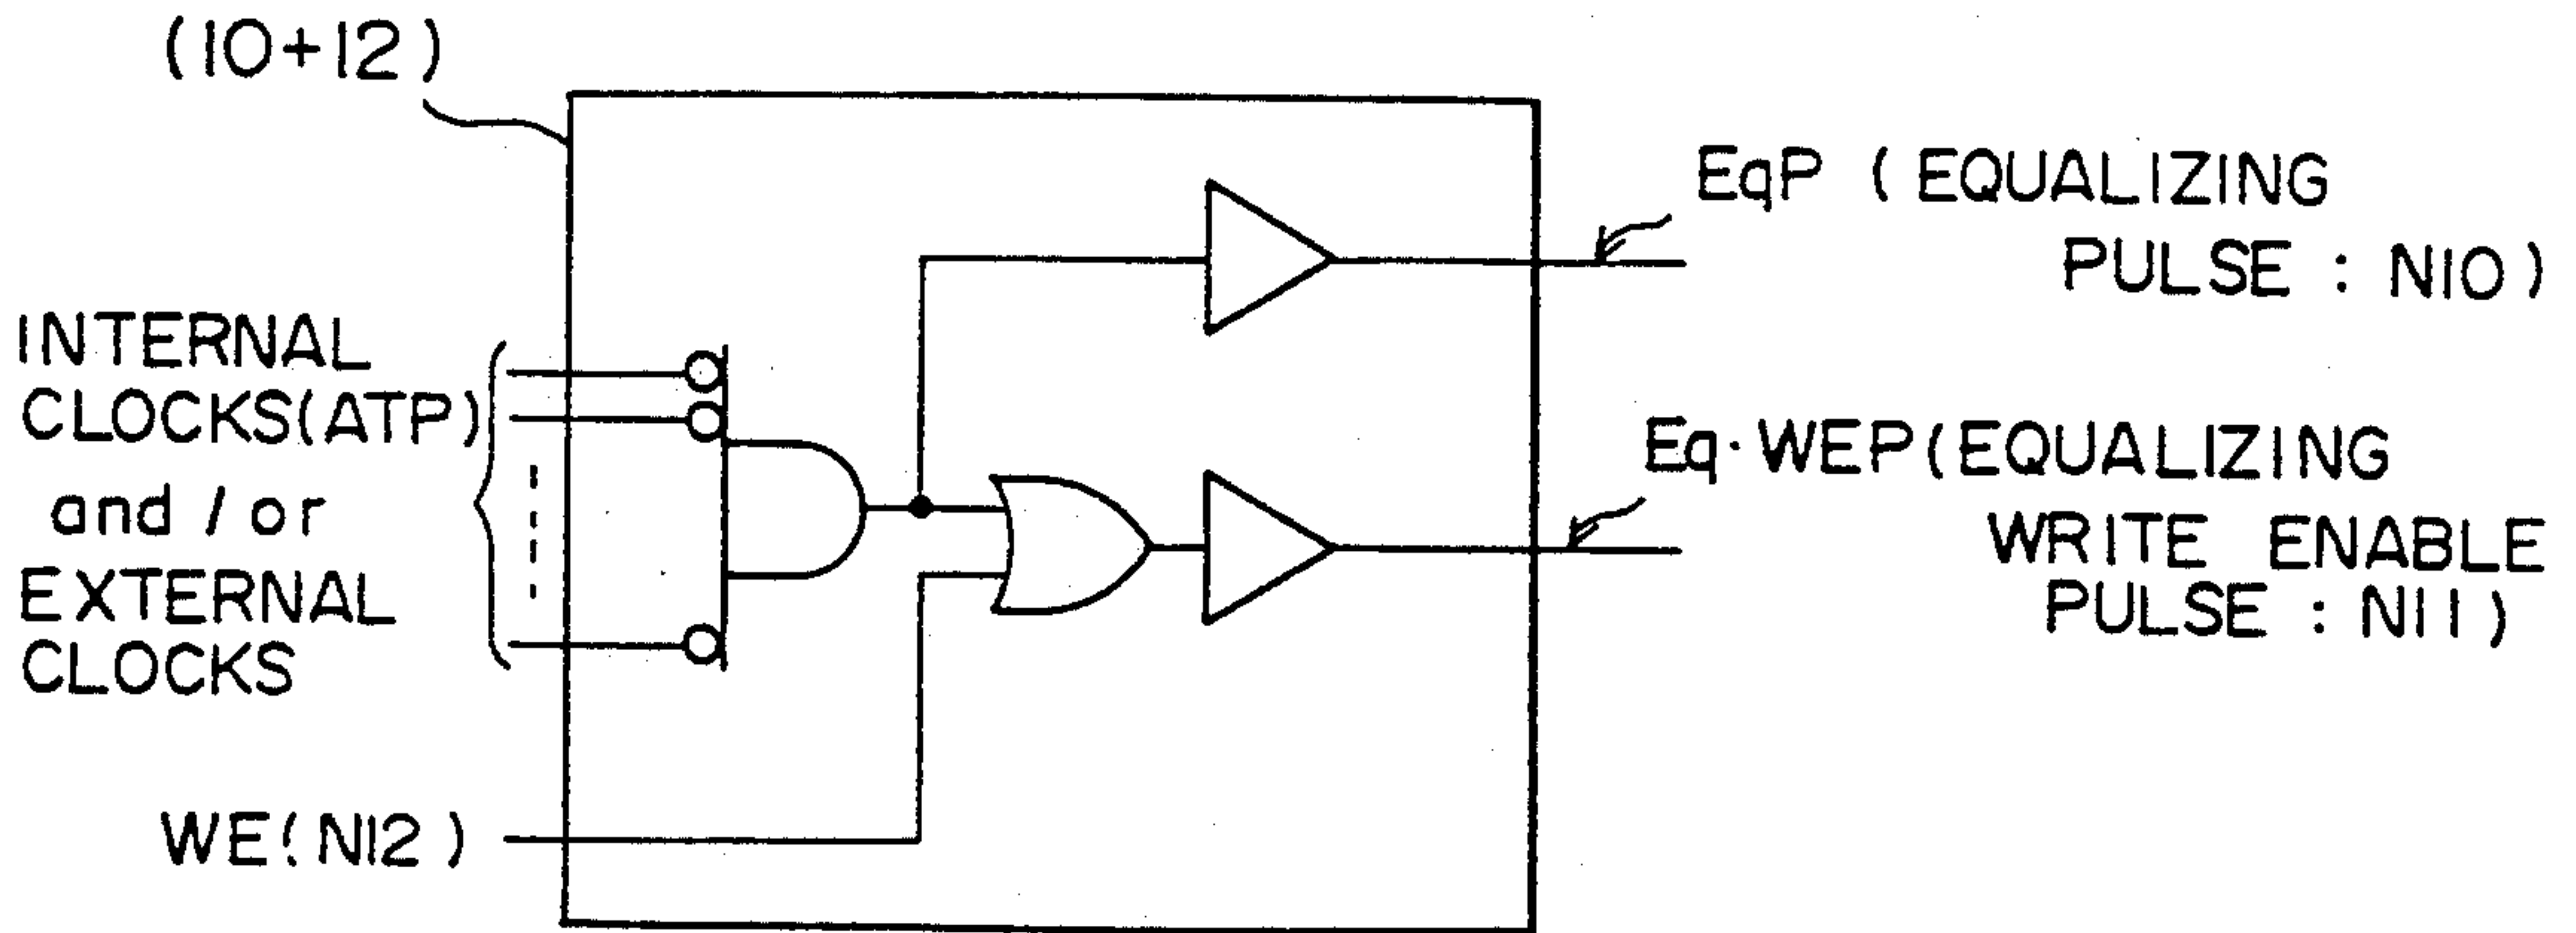 (10+12)
EqP ( EQUALIZING
PULSE : N10 )
INTERNAL
CLOCKS(ATP)
and / or
EXTERNAL
CLOCKS
Eq·WEP(EQUALIZING
WRITE ENABLE
PULSE : N11 )
WE(N12 )